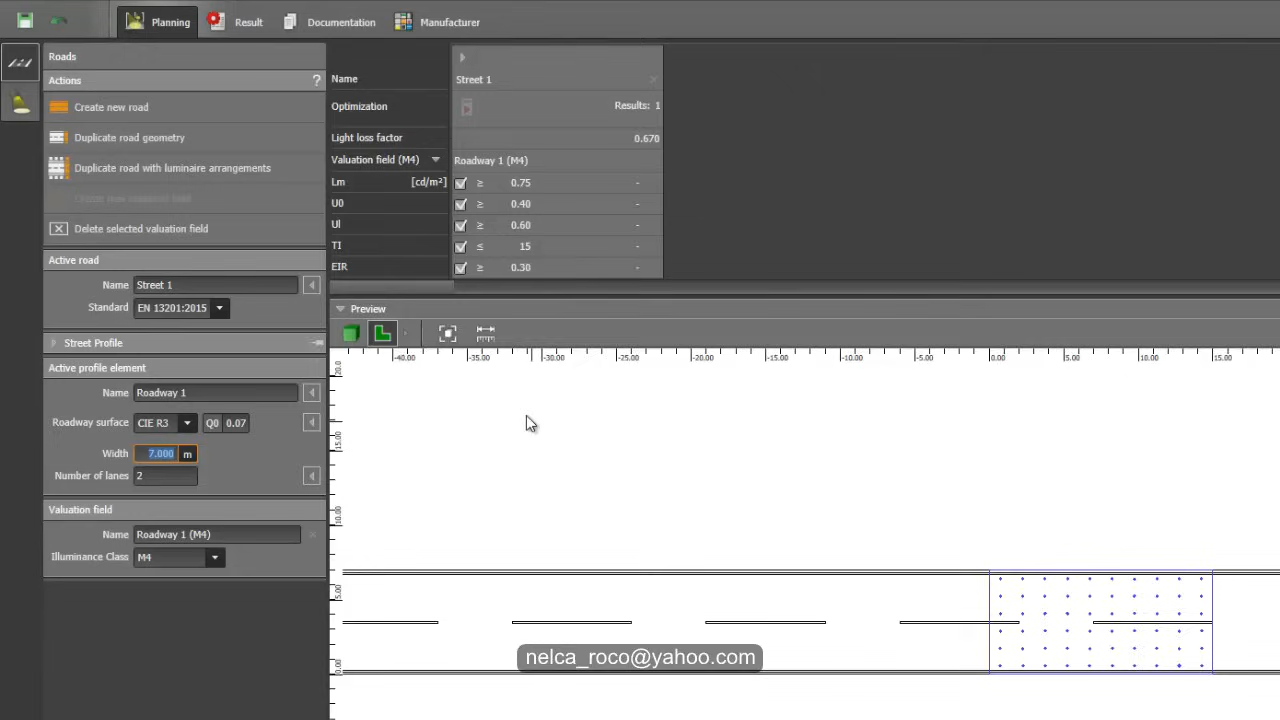 Planning Result Documentation Manufacturer
Roads
Actions ?
Create new road
Duplicate road geometry
Duplicate road with luminaire arrangements
Delete selected valuation field
Active road
Name Street 1
Standard EN 13201:2015
Street Profile
Active profile element
Name Roadway 1
Roadway surface CIE R3 Q0 0.07
Width 7.000 m
Number of lanes 2
Valuation field
Name Roadway 1 (M4)
Illuminance Class M4
Name Street 1
Optimization Results: 1
Light loss factor 0.670
Valuation field (M4) Roadway 1 (M4)
Lm [cd/m²] ≥ 0.75 -
U0 ≥ 0.40 -
Ul ≥ 0.60 -
TI ≤ 15 -
EIR ≥ 0.30 -
Preview
-40.00 -35.00 -30.00 -25.00 -20.00 -15.00 -10.00 -5.00 0.00 5.00 10.00 15.00
20.00
15.00
10.00
5.00
0.00
nelca_roco@yahoo.com